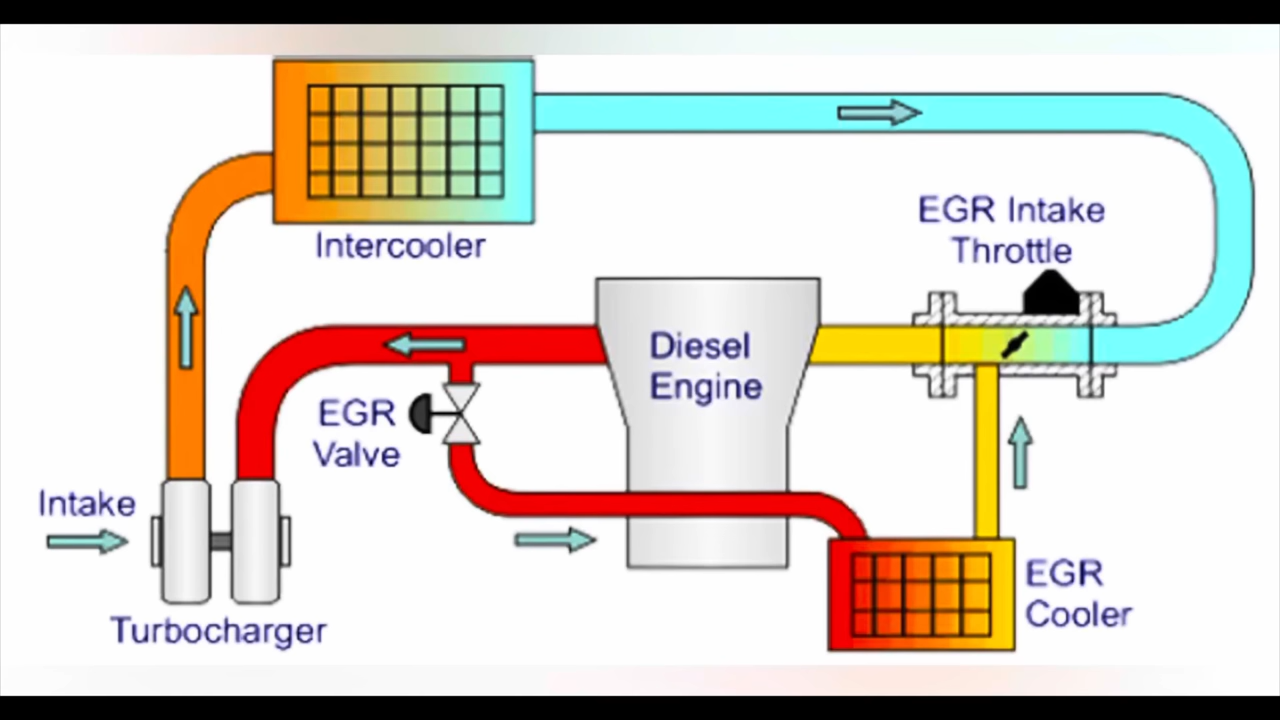 Intercooler
EGR Intake
Throttle
Diesel
Engine
EGR
Valve
Intake
Turbocharger
EGR
Cooler